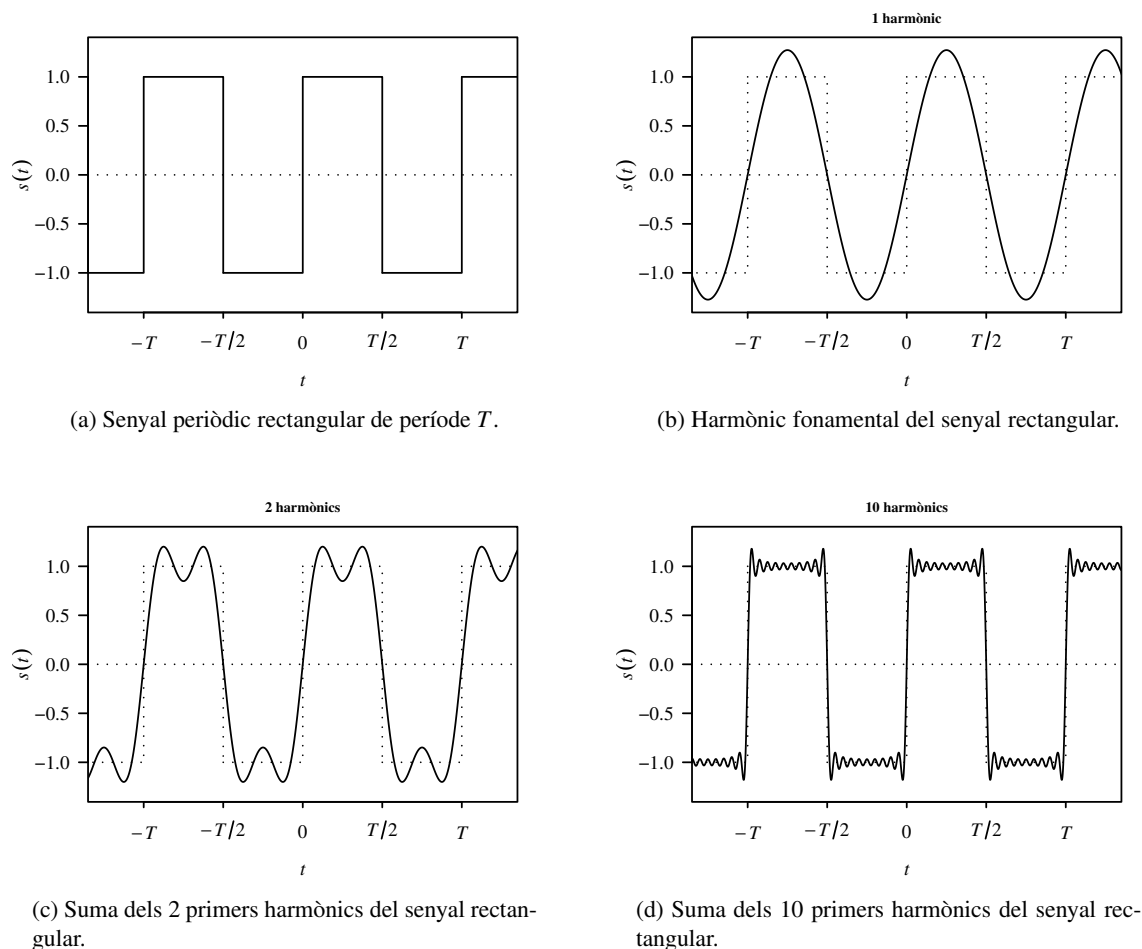 1.0
0.5
0.0
−0.5
−1.0
s(t)
−T −T/2 0 T/2 T
t
(a) Senyal periòdic rectangular de període T.
1 harmònic
1.0
0.5
0.0
−0.5
−1.0
s(t)
−T −T/2 0 T/2 T
t
(b) Harmònic fonamental del senyal rectangular.
2 harmònics
1.0
0.5
0.0
−0.5
−1.0
s(t)
−T −T/2 0 T/2 T
t
(c) Suma dels 2 primers harmònics del senyal rectan-
gular.
10 harmònics
1.0
0.5
0.0
−0.5
−1.0
s(t)
−T −T/2 0 T/2 T
t
(d) Suma dels 10 primers harmònics del senyal rec-
tangular.